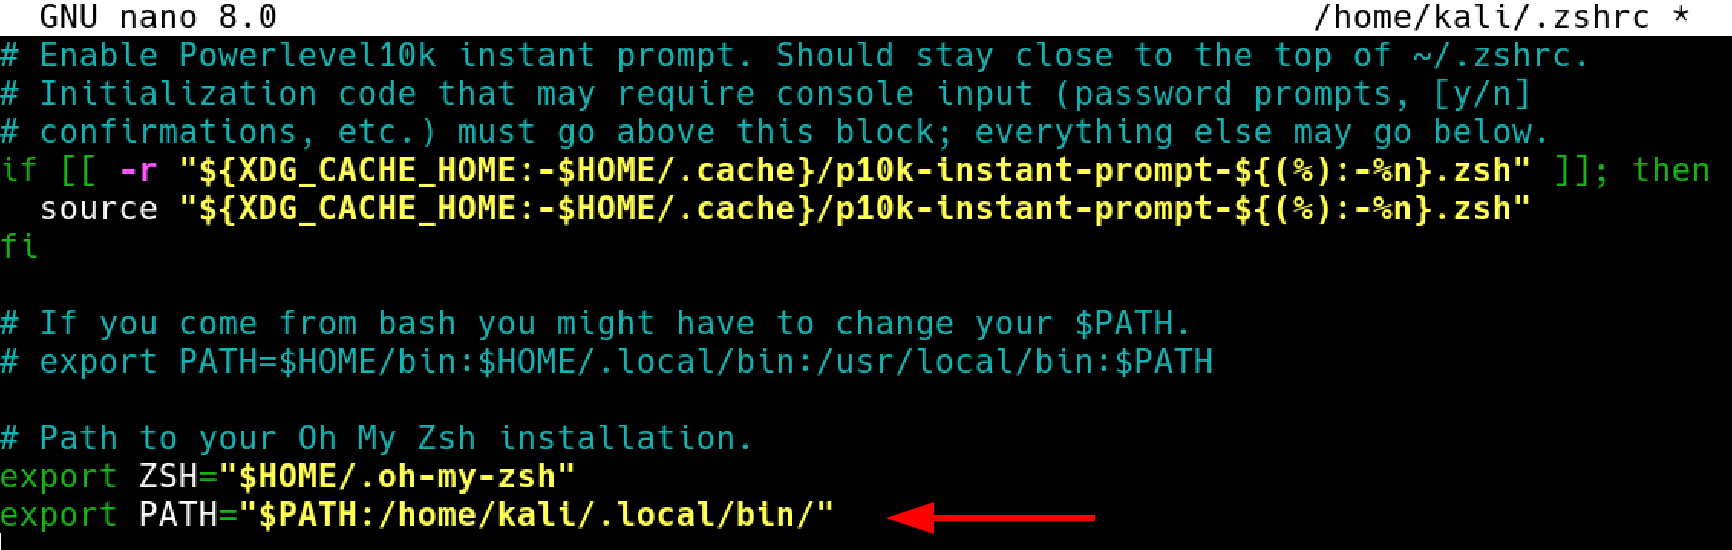 GNU nano 8.0 /home/kali/.zshrc *
# Enable Powerlevel10k instant prompt. Should stay close to the top of ~/.zshrc.
# Initialization code that may require console input (password prompts, [y/n]
# confirmations, etc.) must go above this block; everything else may go below.
if [[ -r "${XDG_CACHE_HOME:-$HOME/.cache}/p10k-instant-prompt-${(%):-%n}.zsh" ]]; then
  source "${XDG_CACHE_HOME:-$HOME/.cache}/p10k-instant-prompt-${(%):-%n}.zsh"
fi
# If you come from bash you might have to change your $PATH.
# export PATH=$HOME/bin:$HOME/.local/bin:/usr/local/bin:$PATH
# Path to your Oh My Zsh installation.
export ZSH="$HOME/.oh-my-zsh"
export PATH="$PATH:/home/kali/.local/bin/"